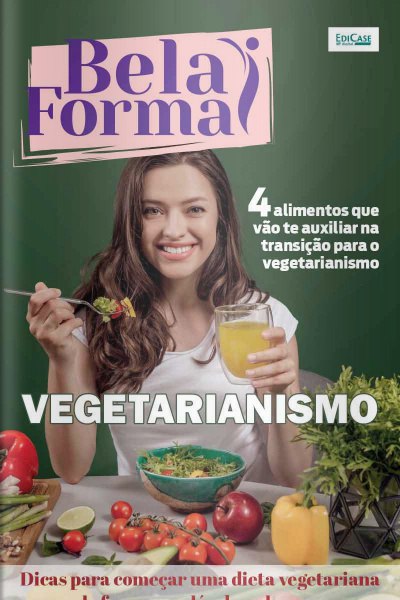 EDICASE
Bela
Forma
4 alimentos que
vão te auxiliar na
transição para o
vegetarianismo
VEGETARIANISMO
Dicas para começar uma dieta vegetariana